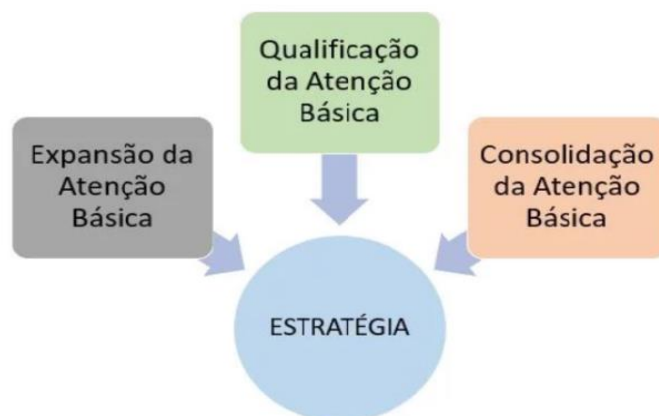 Qualificação
da Atenção
Básica
Expansão da
Atenção
Básica
Consolidação
da Atenção
Básica
ESTRATÉGIA